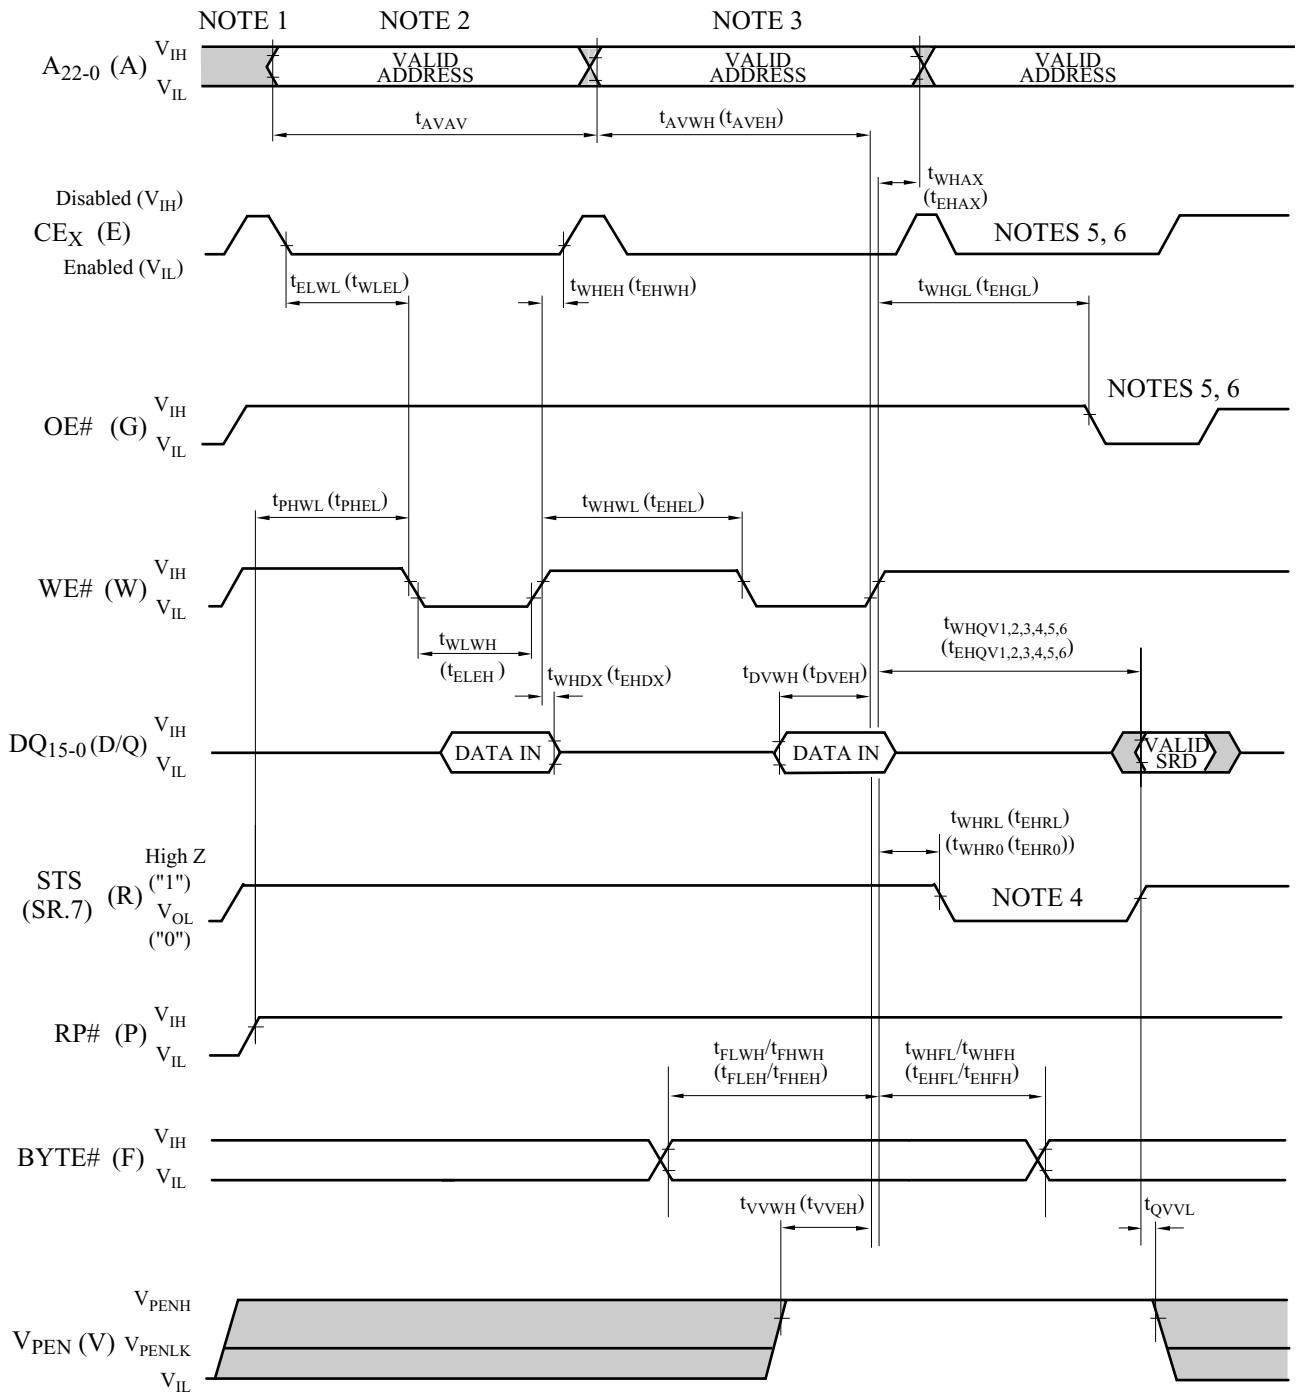 NOTE 1 NOTE 2 NOTE 3
A22-0 (A) VIH VIL
VALID ADDRESS
VALID ADDRESS
VALID ADDRESS
tAVAV
tAVWH (tAVEH)
tWHAX
(tEHAX)
Disabled (VIH)
CEX (E)
Enabled (VIL)
NOTES 5, 6
tELWL (tWLEL)
tWHEH (tEHWH)
tWHGL (tEHGL)
OE# (G) VIH VIL
NOTES 5, 6
tPHWL (tPHEL)
tWHWL (tEHEL)
WE# (W) VIH VIL
tWLWH
(tELEH)
tWHDX (tEHDX)
tDVWH (tDVEH)
tWHQV1,2,3,4,5,6
(tEHQV1,2,3,4,5,6)
DQ15-0 (D/Q) VIH VIL
DATA IN
DATA IN
VALID
SRD
tWHRL (tEHRL)
(tWHR0 (tEHR0))
STS
(SR.7) (R)
High Z
("1")
VOL
("0")
NOTE 4
RP# (P) VIH VIL
tFLWH/tFHWH
(tFLEH/tFHEH)
tWHFL/tWHFH
(tEHFL/tEHFH)
BYTE# (F) VIH VIL
tVVWH (tVVEH)
tQVVL
VPEN (V) VPENH
VPENLK
VIL